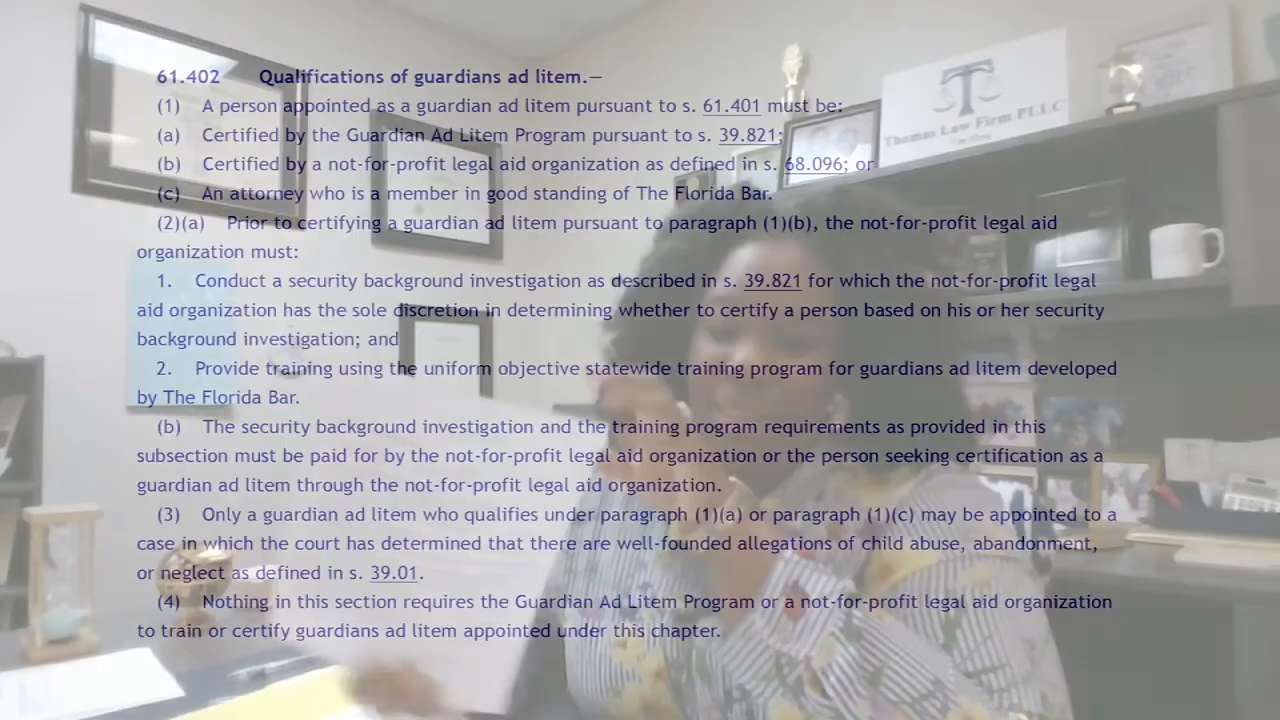 61.402 Qualifications of guardians ad litem.—
(1) A person appointed as a guardian ad litem pursuant to s. 61.401 must be:
(a) Certified by the Guardian Ad Litem Program pursuant to s. 39.821;
(b) Certified by a not-for-profit legal aid organization as defined in s. 68.096; or
(c) An attorney who is a member in good standing of The Florida Bar.
(2)(a) Prior to certifying a guardian ad litem pursuant to paragraph (1)(b), the not-for-profit legal aid
organization must:
1. Conduct a security background investigation as described in s. 39.821 for which the not-for-profit legal
aid organization has the sole discretion in determining whether to certify a person based on his or her security
background investigation; and
2. Provide training using the uniform objective statewide training program for guardians ad litem developed
by The Florida Bar.
(b) The security background investigation and the training program requirements as provided in this
subsection must be paid for by the not-for-profit legal aid organization or the person seeking certification as a
guardian ad litem through the not-for-profit legal aid organization.
(3) Only a guardian ad litem who qualifies under paragraph (1)(a) or paragraph (1)(c) may be appointed to a
case in which the court has determined that there are well-founded allegations of child abuse, abandonment,
or neglect as defined in s. 39.01.
(4) Nothing in this section requires the Guardian Ad Litem Program or a not-for-profit legal aid organization
to train or certify guardians ad litem appointed under this chapter.
Thomas Law Firm PLLC